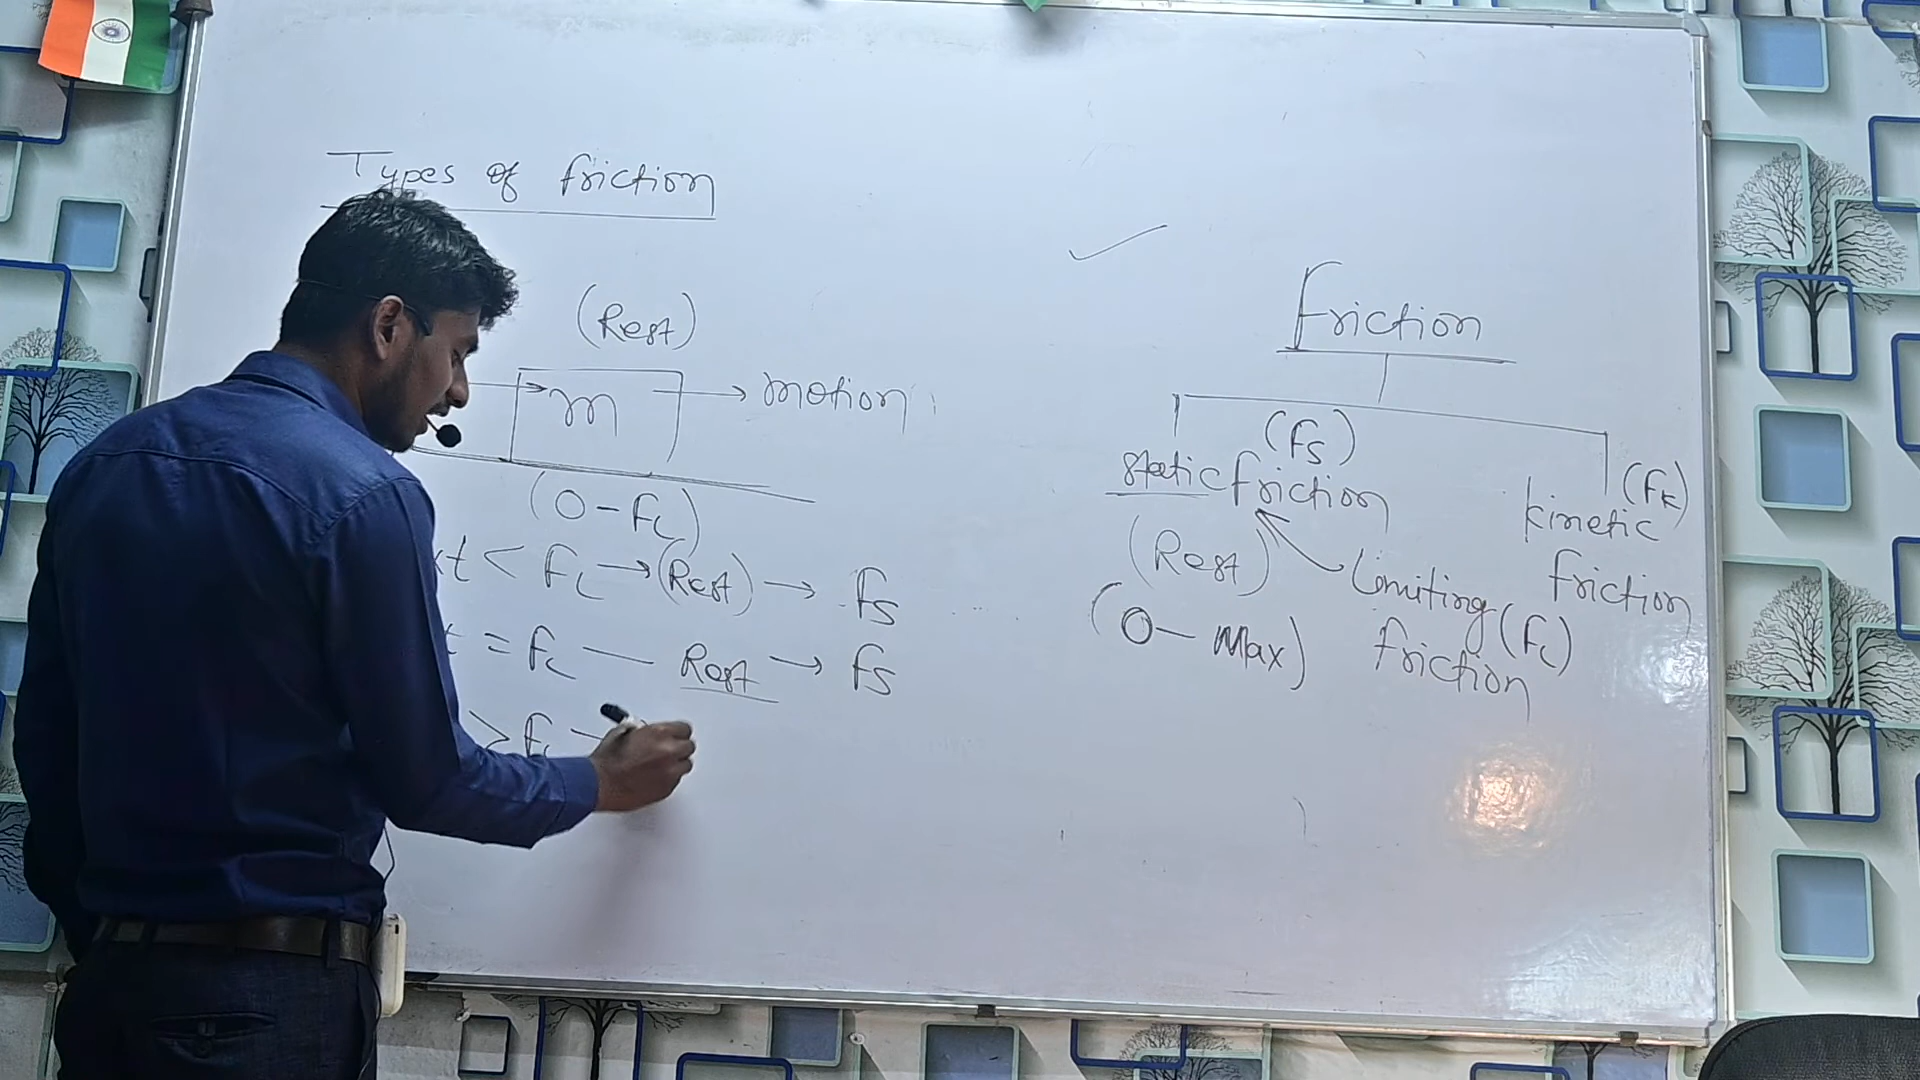 Types of friction
(Rest)
m → motion
(0 - fL)
xt < fL → (Rest) → fs
t = fL — Rest → fs
> fL →
Friction
(fs)
static friction
(fk)
kinetic
friction
(Rest)
Limiting (fL)
friction
(0 — Max)